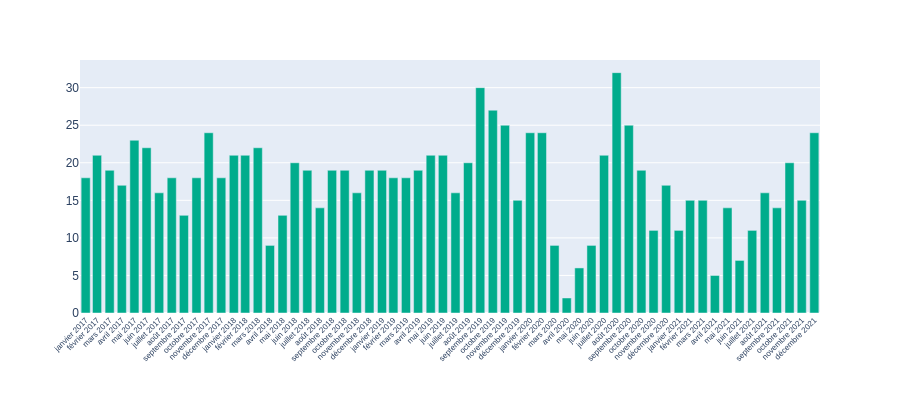 30
25
20
15
10
5
0
janvier 2017
février 2017
mars 2017
avril 2017
mai 2017
juin 2017
juillet 2017
août 2017
septembre 2017
octobre 2017
novembre 2017
décembre 2017
janvier 2018
février 2018
mars 2018
avril 2018
mai 2018
juin 2018
juillet 2018
août 2018
septembre 2018
octobre 2018
novembre 2018
décembre 2018
janvier 2019
février 2019
mars 2019
avril 2019
mai 2019
juin 2019
juillet 2019
août 2019
septembre 2019
octobre 2019
novembre 2019
décembre 2019
janvier 2020
février 2020
mars 2020
avril 2020
mai 2020
juin 2020
juillet 2020
août 2020
septembre 2020
octobre 2020
novembre 2020
décembre 2020
janvier 2021
février 2021
mars 2021
avril 2021
mai 2021
juin 2021
juillet 2021
août 2021
septembre 2021
octobre 2021
novembre 2021
décembre 2021